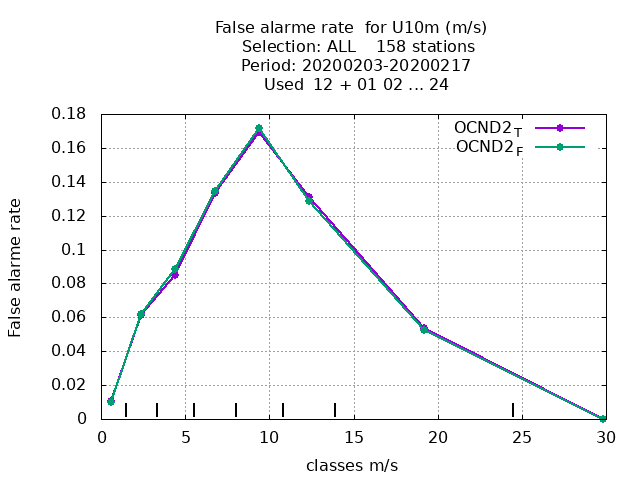 False alarme rate  for U10m (m/s)
Selection: ALL    158 stations
Period: 20200203-20200217
Used  12 + 01 02 ... 24
OCND2_T
OCND2_F
False alarme rate
0.18
0.16
0.14
0.12
0.1
0.08
0.06
0.04
0.02
0
0 5 10 15 20 25 30
classes m/s